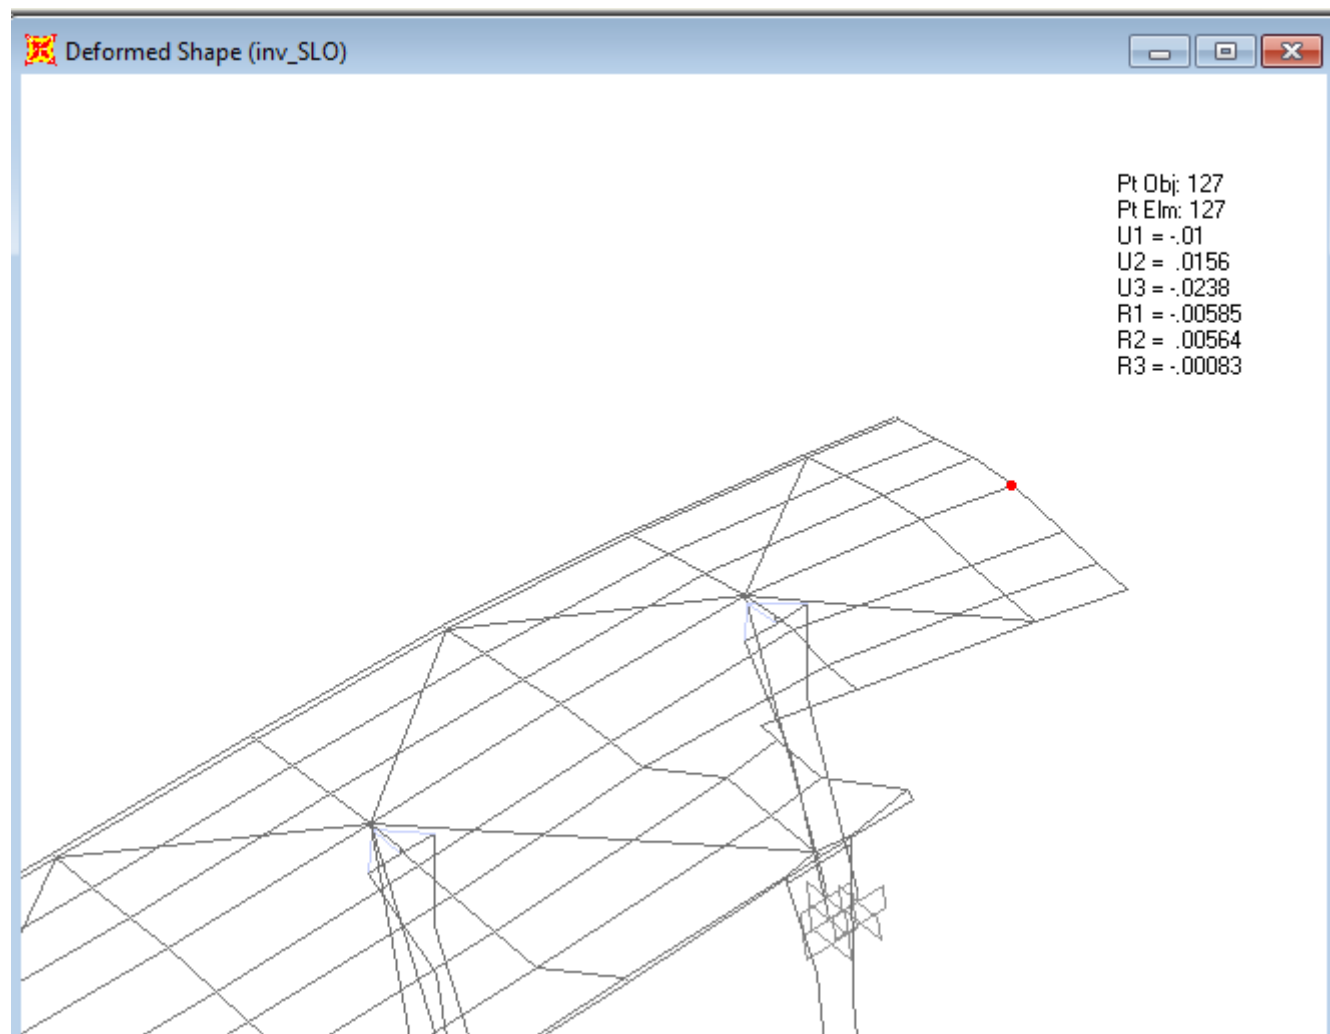 Deformed Shape (inv_SLO)
Pt Obj: 127
Pt Elm: 127
U1 = -.01
U2 = .0156
U3 = -.0238
R1 = -.00585
R2 = .00564
R3 = -.00083